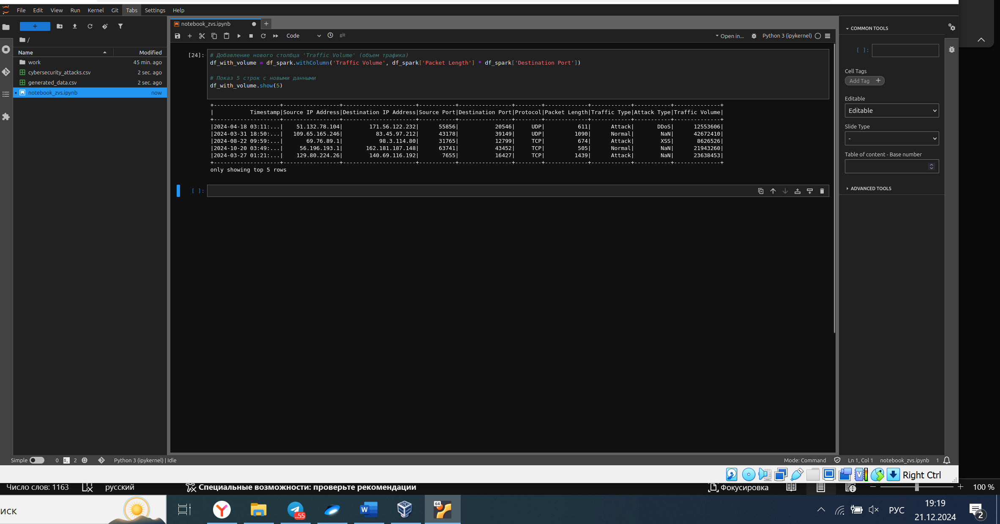 File Edit View Run Kernel Git Tabs Settings Help
notebook_zvs.ipynb
Code
git
Open in...
Python 3 (ipykernel)
/
Name Modified
work 45 min. ago
cybersecurity_attacks.csv 2 sec. ago
generated_data.csv 2 sec. ago
notebook_zvs.ipynb now
[24]:
# Добавление нового столбца 'Traffic Volume' (объем трафика)
df_with_volume = df_spark.withColumn('Traffic Volume', df_spark['Packet Length'] * df_spark['Destination Port'])
# Показ 5 строк с новыми данными
df_with_volume.show(5)
+--------------------+-----------------+----------------------+-----------+----------------+--------+-------------+------------+-----------+--------------+
|           Timestamp|Source IP Address|Destination IP Address|Source Port|Destination Port|Protocol|Packet Length|Traffic Type|Attack Type|Traffic Volume|
+--------------------+-----------------+----------------------+-----------+----------------+--------+-------------+------------+-----------+--------------+
|2024-04-18 03:11:...|    51.132.78.104|        171.56.122.232|      55856|           20546|     UDP|          611|      Attack|       DDoS|      12553606|
|2024-03-31 18:50:...|   109.65.165.246|          83.45.97.212|      43178|           39149|     UDP|         1090|      Normal|        NaN|      42672410|
|2024-08-22 09:59:...|       69.76.89.1|           98.3.114.80|      31765|           12799|     TCP|          674|      Attack|        XSS|       8626526|
|2024-10-20 03:49:...|     56.196.193.1|       162.181.187.148|      63741|           43452|     TCP|          505|      Normal|        NaN|      21943260|
|2024-03-27 01:21:...|    129.80.224.26|        140.69.116.192|       7655|           16427|     TCP|         1439|      Attack|        NaN|      23638453|
+--------------------+-----------------+----------------------+-----------+----------------+--------+-------------+------------+-----------+--------------+
only showing top 5 rows
[ ]:
COMMON TOOLS
[ ]:
Cell Tags
Add Tag +
Editable
Editable
Slide Type
-
Table of content - Base number
ADVANCED TOOLS
Simple 0 2 Python 3 (ipykernel) | Idle
Mode: Command Ln 1, Col 1 notebook_zvs.ipynb 1
Right Ctrl
Число слов: 1163 русский Специальные возможности: проверьте рекомендации
Фокусировка 100 %
иск
..55
W
64
РУС
19:19
21.12.2024
2